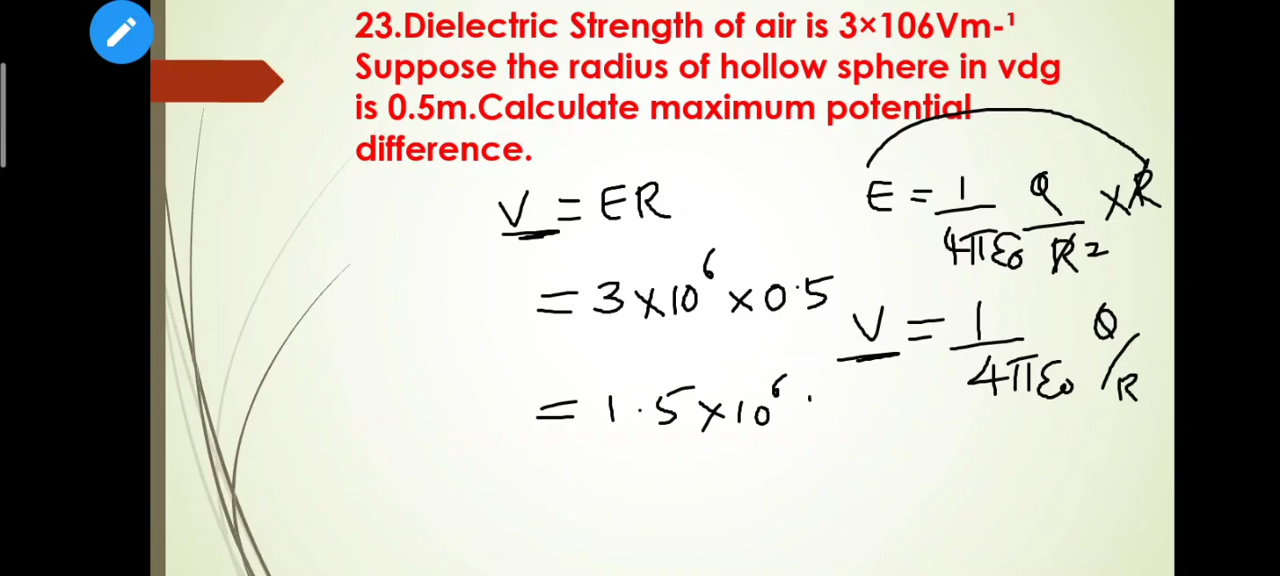 23.Dielectric Strength of air is 3×106Vm-¹
Suppose the radius of hollow sphere in vdg
is 0.5m.Calculate maximum potential
difference.
V = ER
= 3×10⁶ × 0.5
= 1.5×10⁶
E = 1/4πε₀ Q/R² ×R
V = 1/4πε₀ Q/R